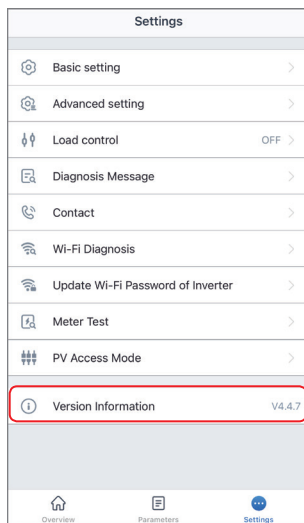 Settings
Basic setting
Advanced setting
Load control OFF
Diagnosis Message
Contact
Wi-Fi Diagnosis
Update Wi-Fi Password of Inverter
Meter Test
PV Access Mode
Version Information V4.4.7
Overview Parameters Settings